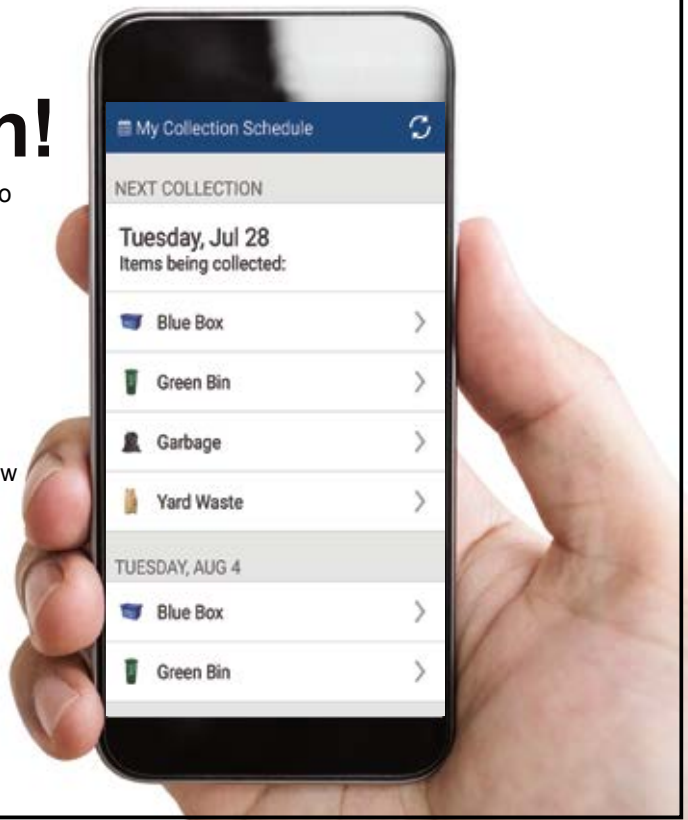 n!
o
w
My Collection Schedule
NEXT COLLECTION
Tuesday, Jul 28
Items being collected:
Blue Box
Green Bin
Garbage
Yard Waste
TUESDAY, AUG 4
Blue Box
Green Bin